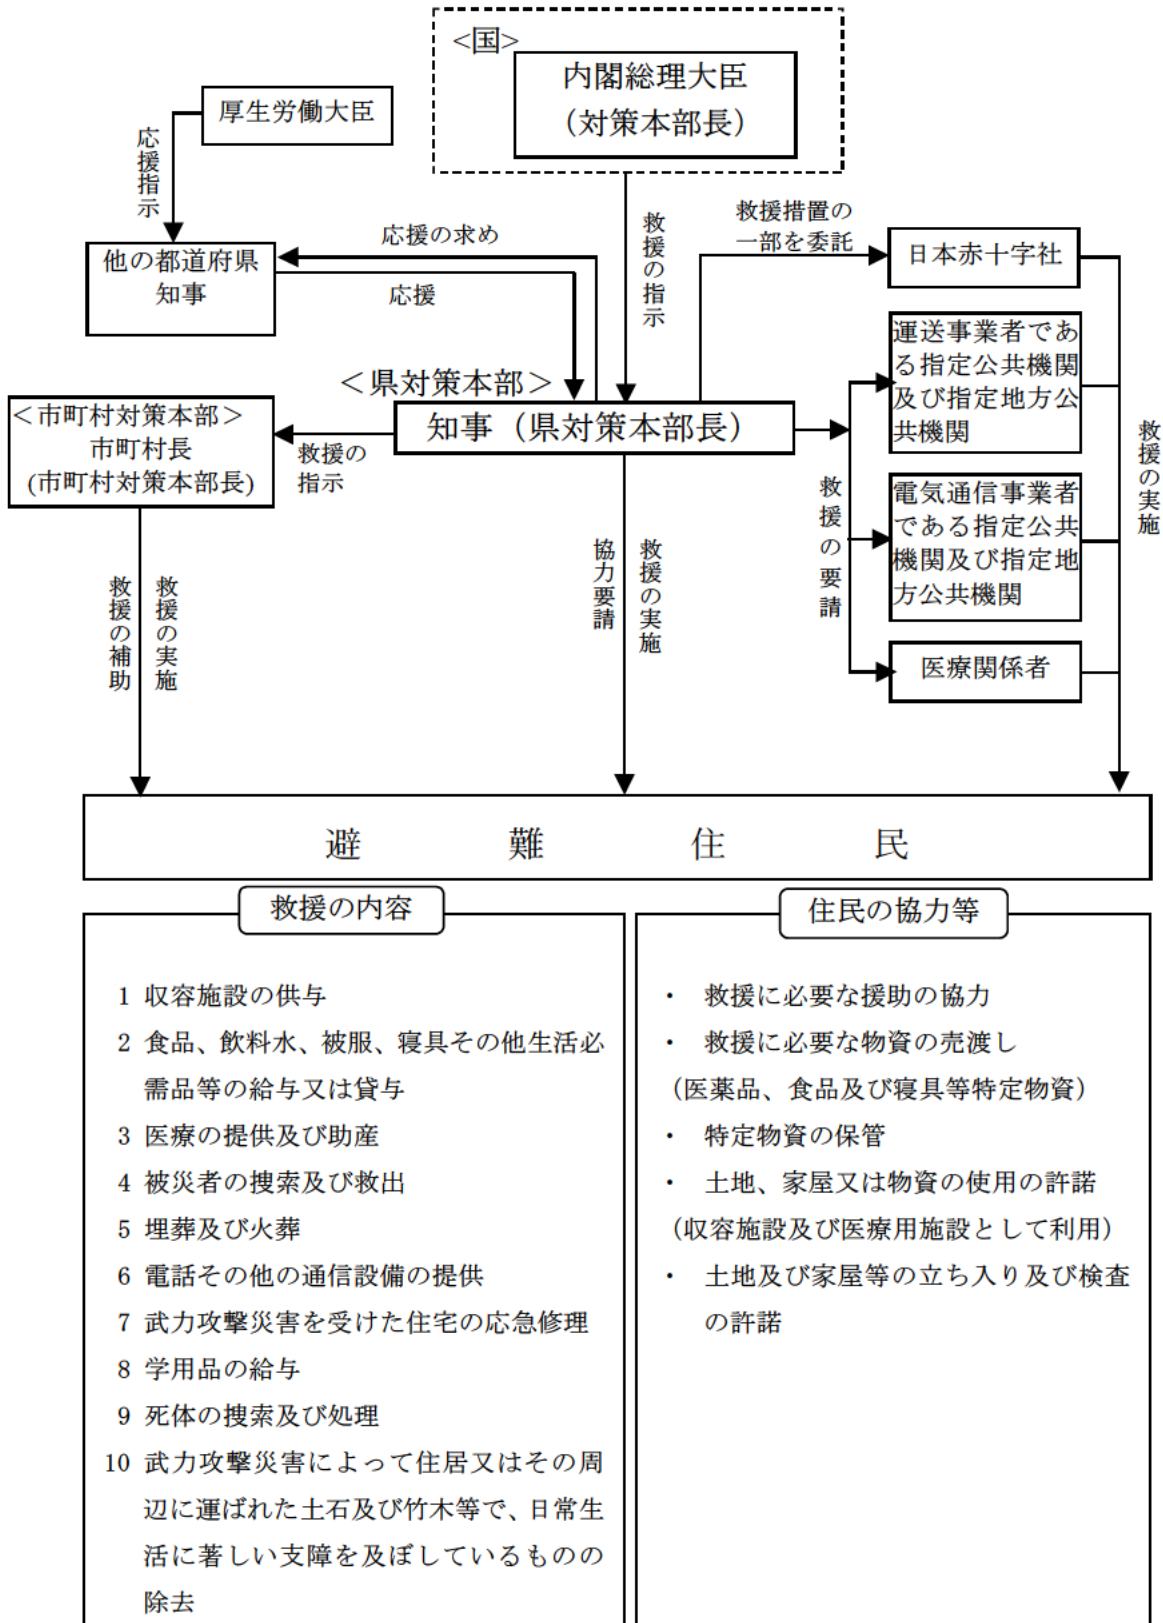 <国>
内閣総理大臣
（対策本部長）
厚生労働大臣
応援指示
救援の指示
救援措置の
一部を委託
応援の求め
応援
他の都道府県
知事
日本赤十字社
運送事業者であ
る指定公共機関
及び指定地方公
共機関
＜県対策本部＞
知事（県対策本部長）
＜市町村対策本部＞
市町村長
(市町村対策本部長)
救援の
指示
救援の要請
電気通信事業者
である指定公共
機関及び指定地
方公共機関
救援の実施
協力要請
救援の実施
救援の補助
救援の実施
医療関係者
避難住民
救援の内容
1 収容施設の供与
2 食品、飲料水、被服、寝具その他生活必
需品等の給与又は貸与
3 医療の提供及び助産
4 被災者の捜索及び救出
5 埋葬及び火葬
6 電話その他の通信設備の提供
7 武力攻撃災害を受けた住宅の応急修理
8 学用品の給与
9 死体の捜索及び処理
10 武力攻撃災害によって住居又はその周
辺に運ばれた土石及び竹木等で、日常生
活に著しい支障を及ぼしているものの
除去
住民の協力等
・ 救援に必要な援助の協力
・ 救援に必要な物資の売渡し
（医薬品、食品及び寝具等特定物資）
・ 特定物資の保管
・ 土地、家屋又は物資の使用の許諾
（収容施設及び医療用施設として利用）
・ 土地及び家屋等の立ち入り及び検査
の許諾